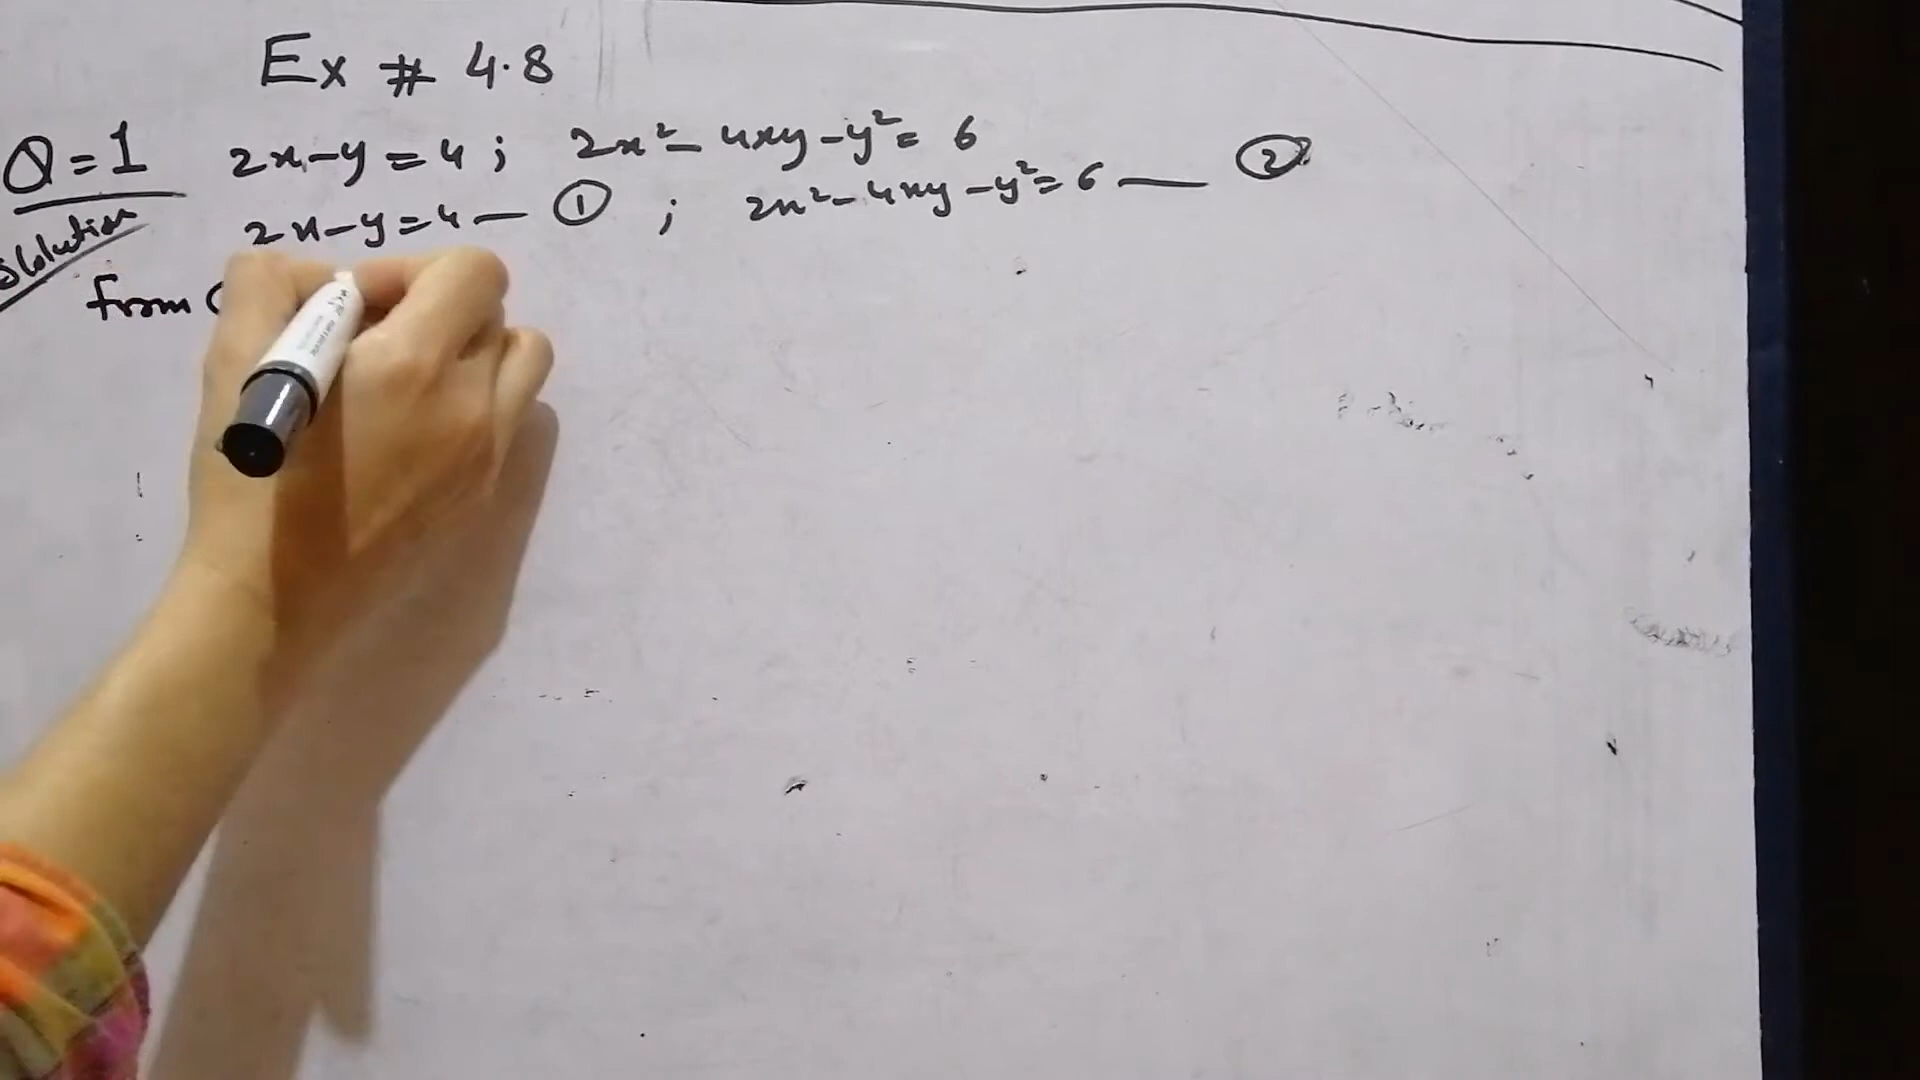 Ex # 4.8
Q=1 2x-y=4; 2x²-4xy-y²=6
Solution 2x-y=4 — ① ; 2x²-4xy-y²=6 — ②
from